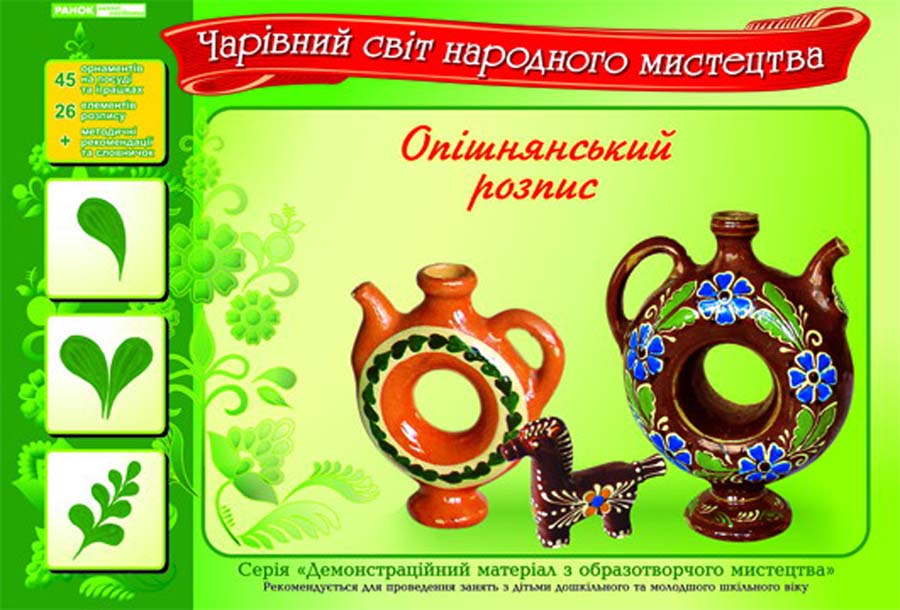 РАНОК
Чарівний світ народного мистецтва
45 орнаментів
на посуді
та іграшках
26 елементів
розпису
+ методичні
рекомендації
та словничок
Опішнянський
розпис
Серія «Демонстраційний матеріал з образотворчого мистецтва»
Рекомендується для проведення занять з дітьми дошкільного та молодшого шкільного віку